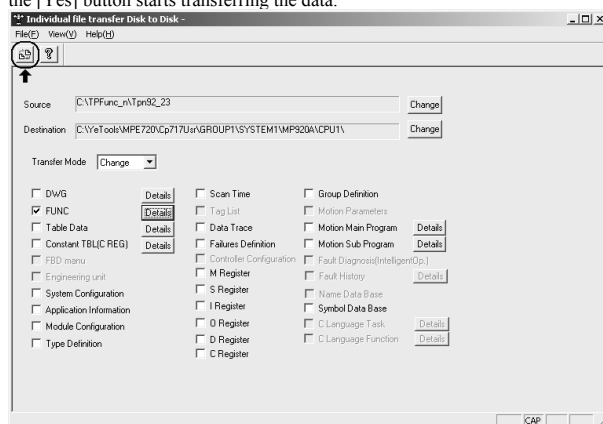 the [Yes] button starts transferring the data.
Individual file transfer Disk to Disk -
File(F) View(V) Help(H)
Source C:\TPFunc_n\Tpn92_23 Change
Destination C:\YeTools\MPE720\Cp717Usr\GROUP1\SYSTEM1\MP920A\CPU1\ Change
Transfer Mode Change
DWG Details Scan Time Group Definition
FUNC Details Tag List Motion Parameters
Table Data Details Data Trace Motion Main Program Details
Constant TBL(C REG) Details Failures Definition Motion Sub Program Details
FBD manu Controller Configuration Fault Diagnosis(IntelligentOp.)
Engineering unit M Register Fault History Details
System Configuration S Register Name Data Base
Application Information I Register Symbol Data Base
Module Configuration O Register C Language Task Details
Type Definition D Register C Language Function Details
C Register
CAP